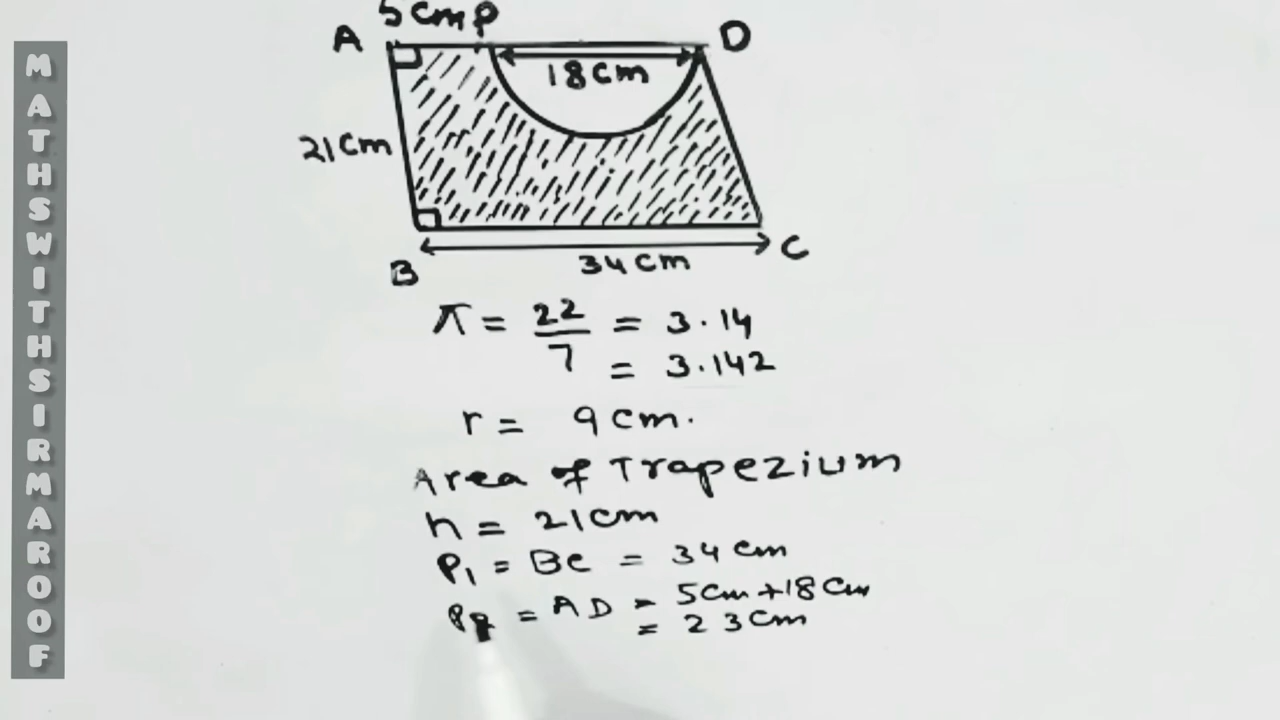 MATHSWITHSIRMAROOF
5cm P
A D
18cm
21cm
B C
34cm
π = 22/7 = 3.14
= 3.142
r = 9cm.
Area of Trapezium
h = 21cm
P₁ = BC = 34 cm
P₂ = AD = 5cm+18cm
= 23cm